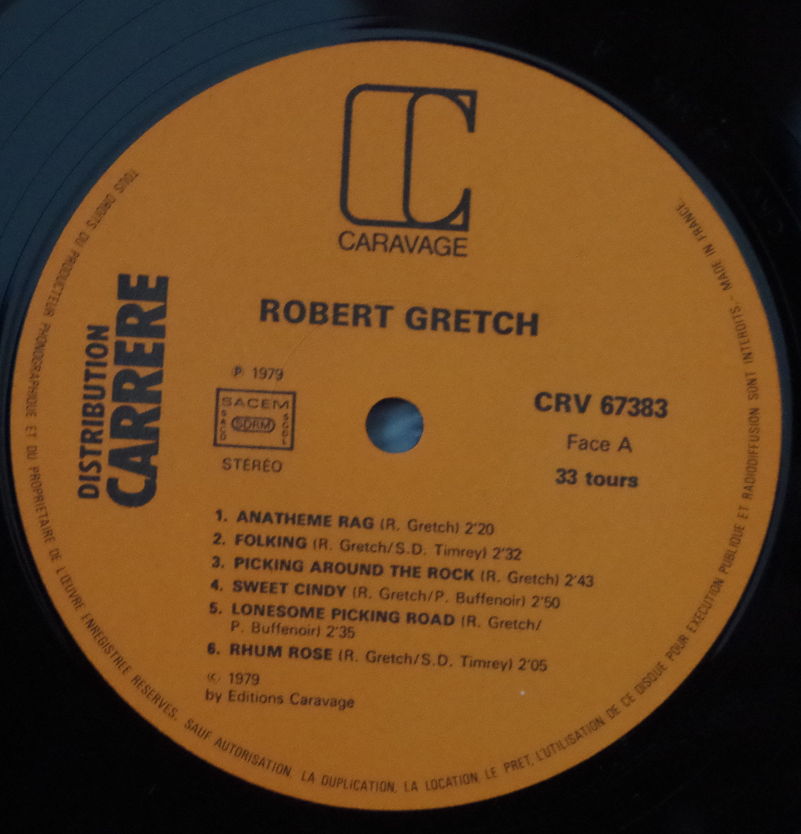 CARAVAGE
ROBERT GRETCH
DISTRIBUTION
CARRERE
℗ 1979
SACEM
SACD SDRM SGDL
STÉRÉO
CRV 67383
Face A
33 tours
1. ANATHEME RAG (R. Gretch) 2'20
2. FOLKING (R. Gretch/S.D. Timrey) 2'32
3. PICKING AROUND THE ROCK (R. Gretch) 2'43
4. SWEET CINDY (R. Gretch/P. Buffenoir) 2'50
5. LONESOME PICKING ROAD (R. Gretch/
P. Buffenoir) 2'35
6. RHUM ROSE (R. Gretch/S.D. Timrey) 2'05
© 1979
by Editions Caravage
TOUS DROITS DU PRODUCTEUR PHONOGRAPHIQUE ET DU PROPRIETAIRE DE L'ŒUVRE ENREGISTREE RESERVES. SAUF AUTORISATION, LA DUPLICATION, LA LOCATION, LE PRET, L'UTILISATION DE CE DISQUE POUR EXECUTION PUBLIQUE ET RADIODIFFUSION SONT INTERDITS - MADE IN FRANCE.